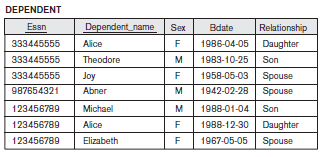 DEPENDENT
Essn Dependent_name Sex Bdate Relationship
333445555 Alice F 1986-04-05 Daughter
333445555 Theodore M 1983-10-25 Son
333445555 Joy F 1958-05-03 Spouse
987654321 Abner M 1942-02-28 Spouse
123456789 Michael M 1988-01-04 Son
123456789 Alice F 1988-12-30 Daughter
123456789 Elizabeth F 1967-05-05 Spouse